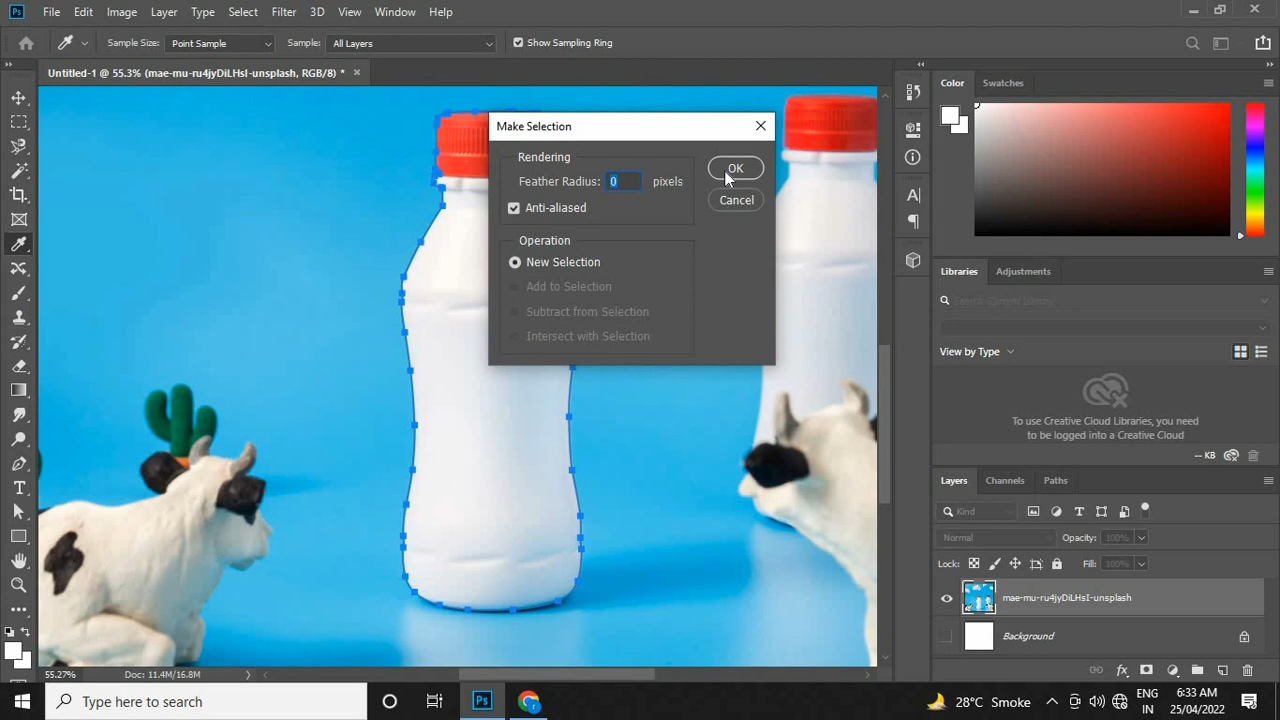 Ps File Edit Image Layer Type Select Filter 3D View Window Help
Sample Size: Point Sample Sample: All Layers Show Sampling Ring
Untitled-1 @ 55.3% (mae-mu-ru4jyDiLHsI-unsplash, RGB/8) *
Color Swatches
Make Selection
Rendering
Feather Radius: 0 pixels
Anti-aliased
OK
Cancel
Operation
New Selection
Add to Selection
Subtract from Selection
Intersect with Selection
Libraries Adjustments
Search Current Library
View by Type
To use Creative Cloud Libraries, you need
to be logged into a Creative Cloud
-- KB
Layers Channels Paths
Kind
Normal Opacity: 100%
Lock: Fill: 100%
mae-mu-ru4jyDiLHsI-unsplash
Background
55.27% Doc: 11.4M/16.8M
Type here to search
Ps
28°C Smoke
ENG
IN
6:33 AM
25/04/2022